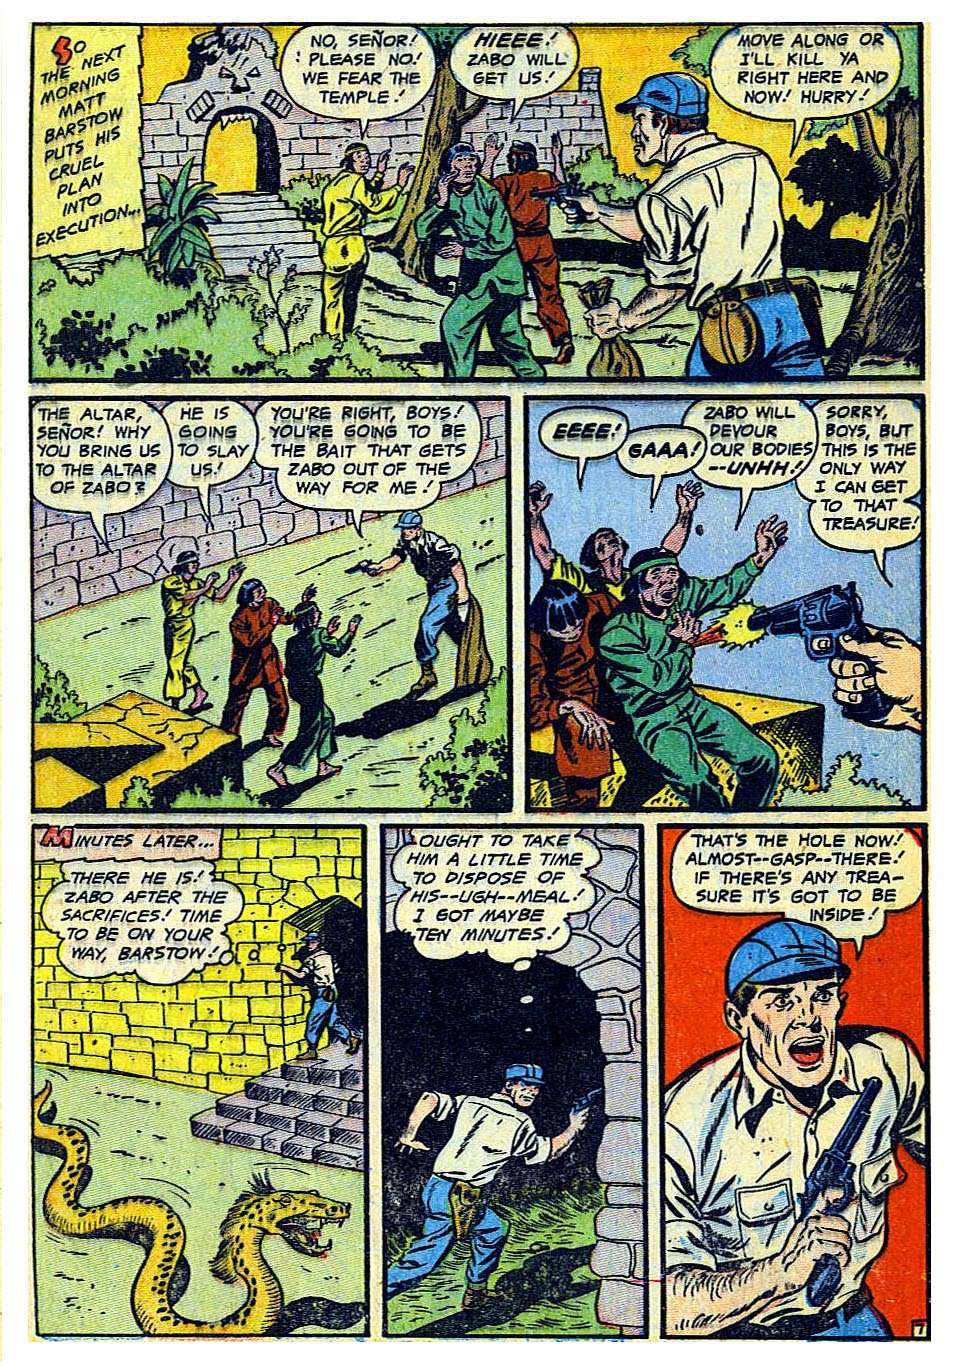 SO
THE NEXT
MORNING
MATT
BARSTOW
PUTS HIS
CRUEL
PLAN
INTO
EXECUTION...
NO, SEÑOR!
PLEASE NO!
WE FEAR THE
TEMPLE!
HIEEE!
ZABO WILL
GET US!
MOVE ALONG OR
I'LL KILL YA
RIGHT HERE AND
NOW! HURRY!
THE ALTAR,
SEÑOR! WHY
YOU BRING US
TO THE ALTAR
OF ZABO?
HE IS
GOING
TO SLAY
US!
YOU'RE RIGHT, BOYS!
YOU'RE GOING TO BE
THE BAIT THAT GETS
ZABO OUT OF THE
WAY FOR ME!
EEEE!
GAAA!
ZABO WILL
DEVOUR
OUR BODIES
--UNHH!
SORRY,
BOYS, BUT
THIS IS THE
ONLY WAY
I CAN GET
TO THAT
TREASURE!
MINUTES LATER...
THERE HE IS!
ZABO AFTER THE
SACRIFICES! TIME
TO BE ON YOUR
WAY, BARSTOW!
OUGHT TO TAKE
HIM A LITTLE TIME
TO DISPOSE OF
HIS--UGH--MEAL!
I GOT MAYBE
TEN MINUTES!
THAT'S THE HOLE NOW!
ALMOST--GASP--THERE!
IF THERE'S ANY TREA-
SURE IT'S GOT TO BE
INSIDE!
7